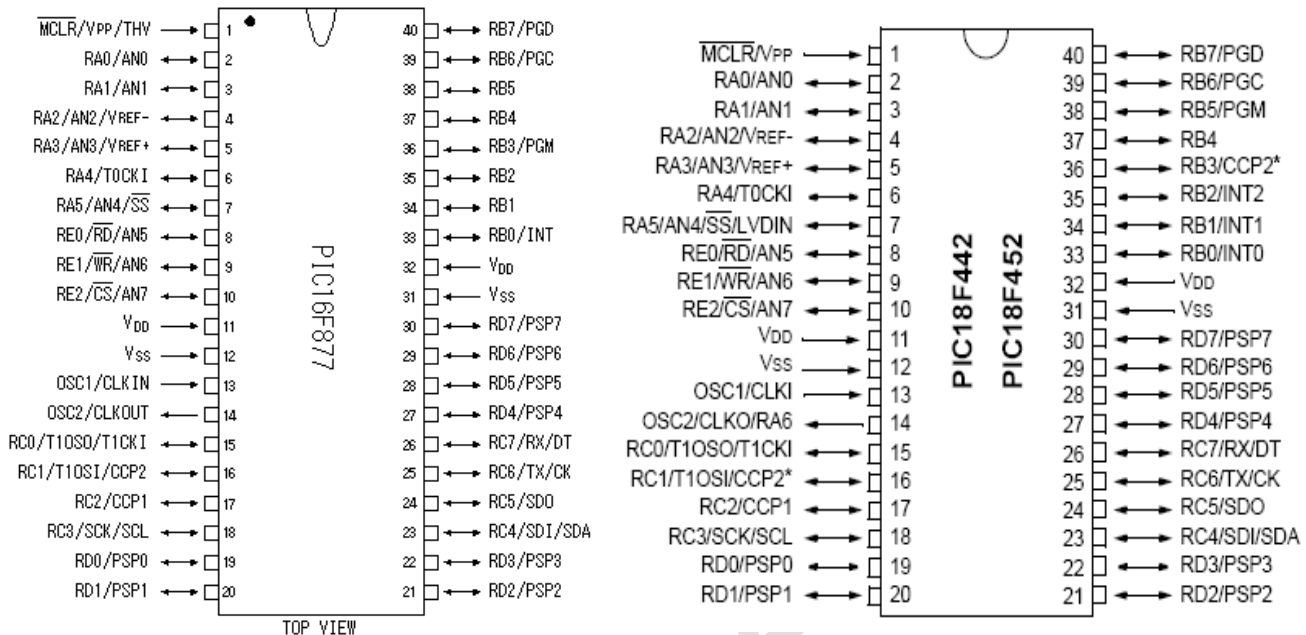 MCLR/VPP/THV 1 40 RB7/PGD
RA0/AN0 2 39 RB6/PGC
RA1/AN1 3 38 RB5
RA2/AN2/VREF- 4 37 RB4
RA3/AN3/VREF+ 5 36 RB3/PGM
RA4/T0CKI 6 35 RB2
RA5/AN4/SS 7 34 RB1
RE0/RD/AN5 8 33 RB0/INT
RE1/WR/AN6 9 32 VDD
RE2/CS/AN7 10 31 VSS
VDD 11 30 RD7/PSP7
VSS 12 29 RD6/PSP6
OSC1/CLKIN 13 28 RD5/PSP5
OSC2/CLKOUT 14 27 RD4/PSP4
RC0/T1OSO/T1CKI 15 26 RC7/RX/DT
RC1/T1OSI/CCP2 16 25 RC6/TX/CK
RC2/CCP1 17 24 RC5/SDO
RC3/SCK/SCL 18 23 RC4/SDI/SDA
RD0/PSP0 19 22 RD3/PSP3
RD1/PSP1 20 21 RD2/PSP2
PIC16F877
TOP VIEW
MCLR/VPP 1 40 RB7/PGD
RA0/AN0 2 39 RB6/PGC
RA1/AN1 3 38 RB5/PGM
RA2/AN2/VREF- 4 37 RB4
RA3/AN3/VREF+ 5 36 RB3/CCP2*
RA4/T0CKI 6 35 RB2/INT2
RA5/AN4/SS/LVDIN 7 34 RB1/INT1
RE0/RD/AN5 8 33 RB0/INT0
RE1/WR/AN6 9 32 VDD
RE2/CS/AN7 10 31 VSS
VDD 11 30 RD7/PSP7
VSS 12 29 RD6/PSP6
OSC1/CLKI 13 28 RD5/PSP5
OSC2/CLKO/RA6 14 27 RD4/PSP4
RC0/T1OSO/T1CKI 15 26 RC7/RX/DT
RC1/T1OSI/CCP2* 16 25 RC6/TX/CK
RC2/CCP1 17 24 RC5/SDO
RC3/SCK/SCL 18 23 RC4/SDI/SDA
RD0/PSP0 19 22 RD3/PSP3
RD1/PSP1 20 21 RD2/PSP2
PIC18F442
PIC18F452